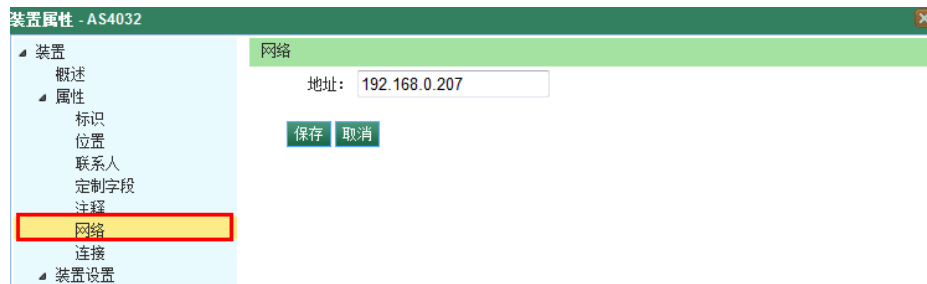 装置属性 - AS4032
装置
概述
属性
标识
位置
联系人
定制字段
注释
网络
连接
装置设置
网络
地址： 192.168.0.207
保存 取消